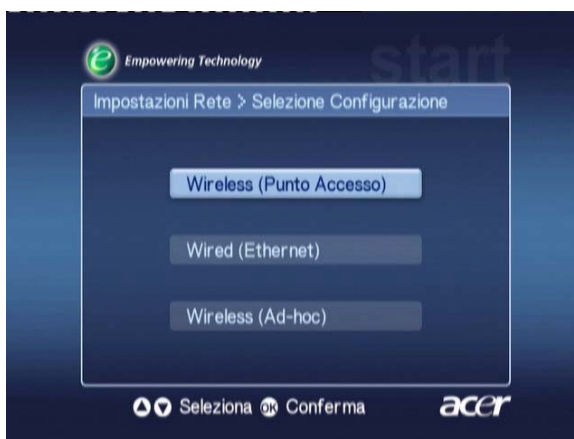 start
e Empowering Technology
Impostazioni Rete > Selezione Configurazione
Wireless (Punto Accesso)
Wired (Ethernet)
Wireless (Ad-hoc)
Seleziona OK Conferma
acer